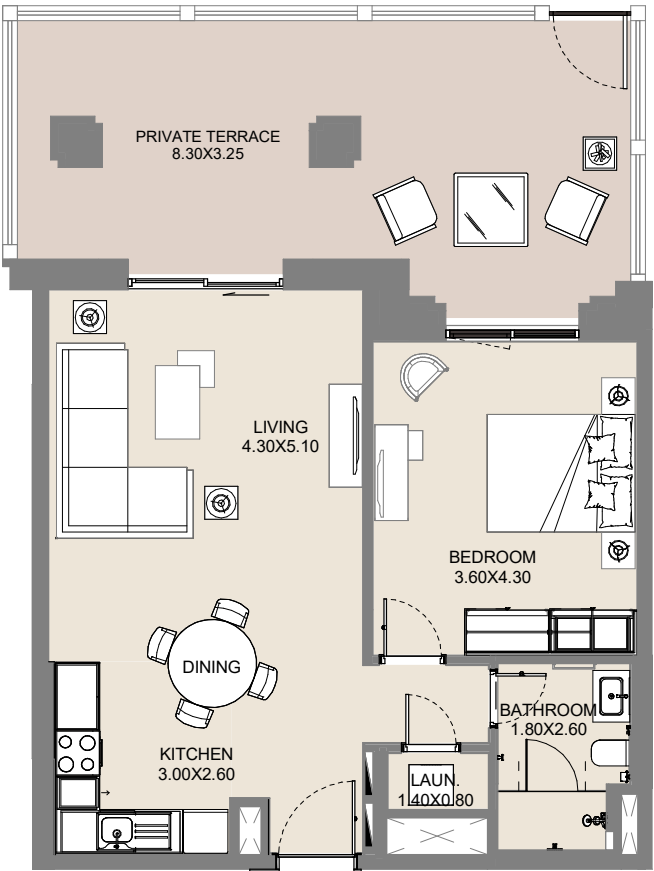 PRIVATE TERRACE
8.30X3.25
LIVING
4.30X5.10
BEDROOM
3.60X4.30
DINING
BATHROOM
1.80X2.60
KITCHEN
3.00X2.60
LAUN.
1.40X0.80